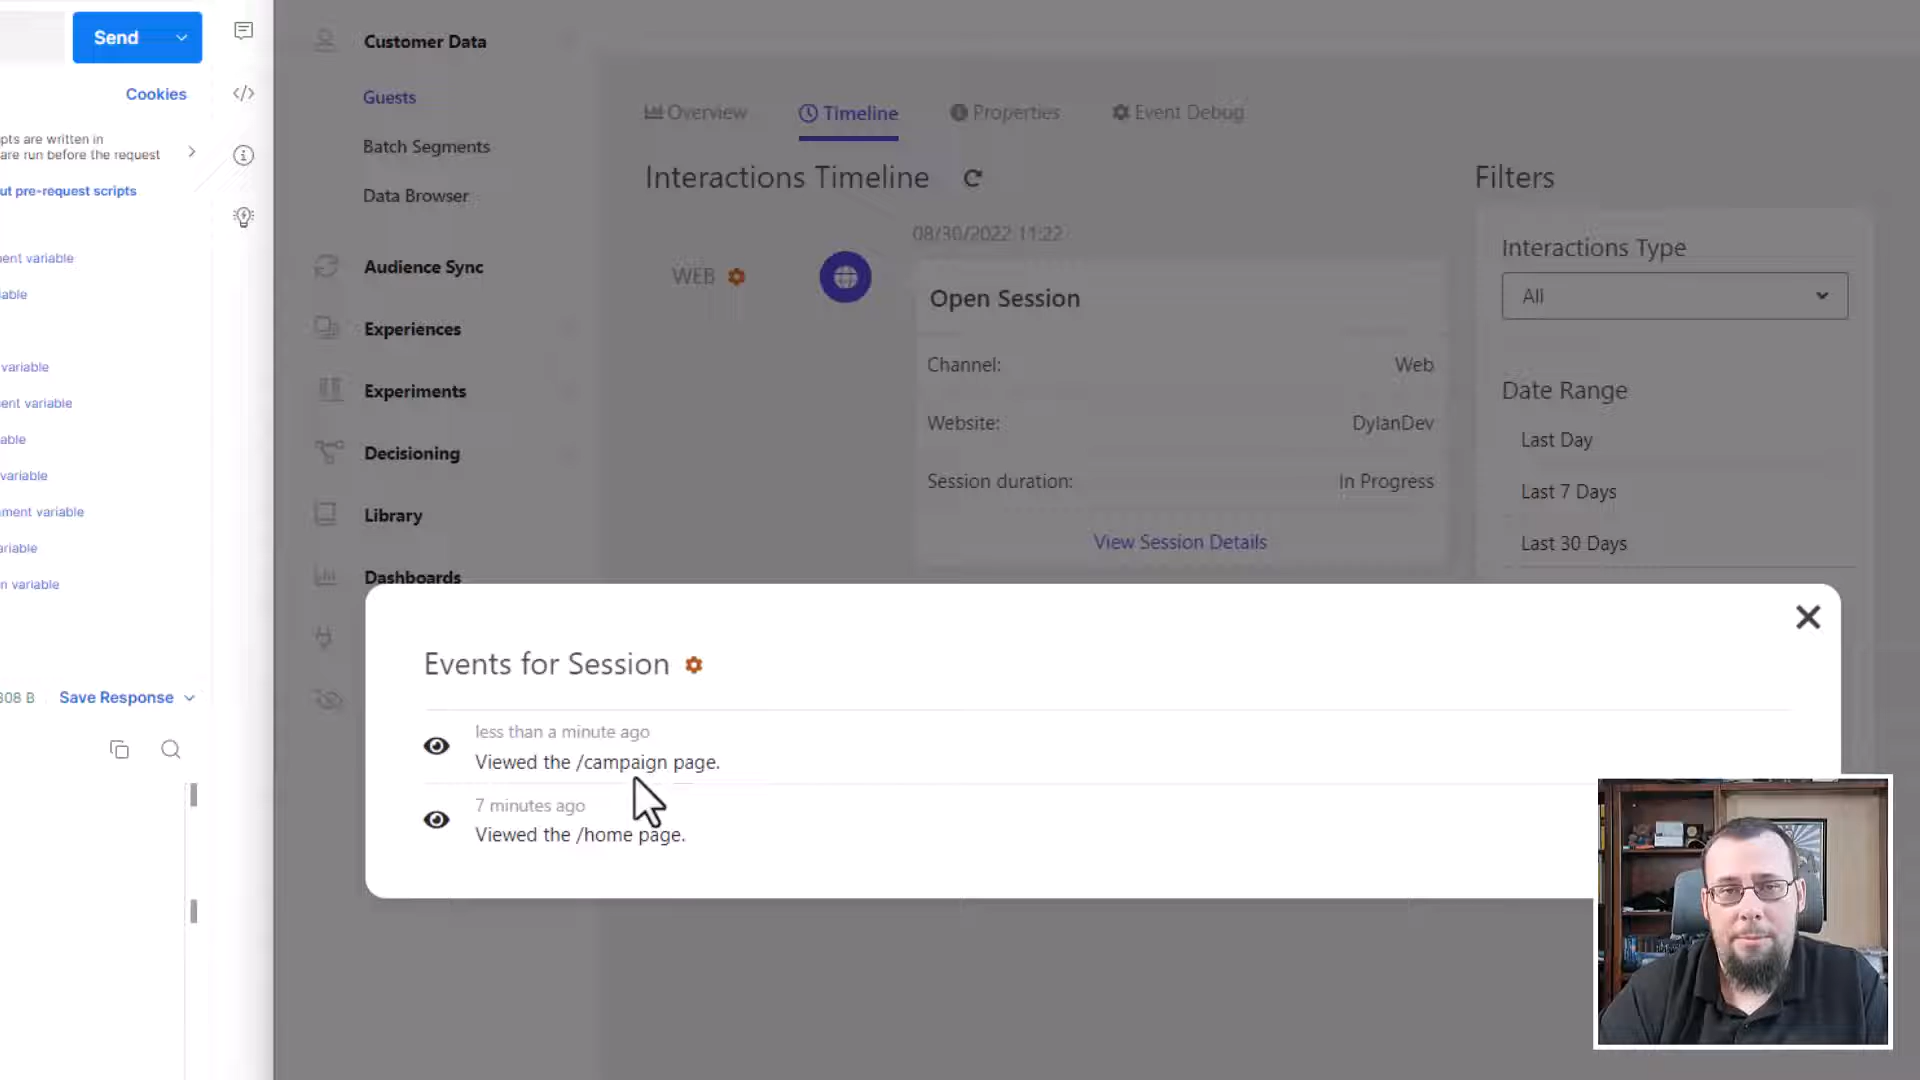 Send
Cookies
pts are written in
are run before the request
ut pre-request scripts
ent variable
able
variable
ent variable
able
variable
ment variable
ariable
n variable
308 B
Save Response
Customer Data
Guests
Batch Segments
Data Browser
Audience Sync
Experiences
Experiments
Decisioning
Library
Dashboards
Overview
Timeline
Properties
Event Debug
Interactions Timeline
08/30/2022 11:22
WEB
Open Session
Channel: Web
Website: DylanDev
Session duration: In Progress
View Session Details
Filters
Interactions Type
All
Date Range
Last Day
Last 7 Days
Last 30 Days
Events for Session
less than a minute ago
Viewed the /campaign page.
7 minutes ago
Viewed the /home page.